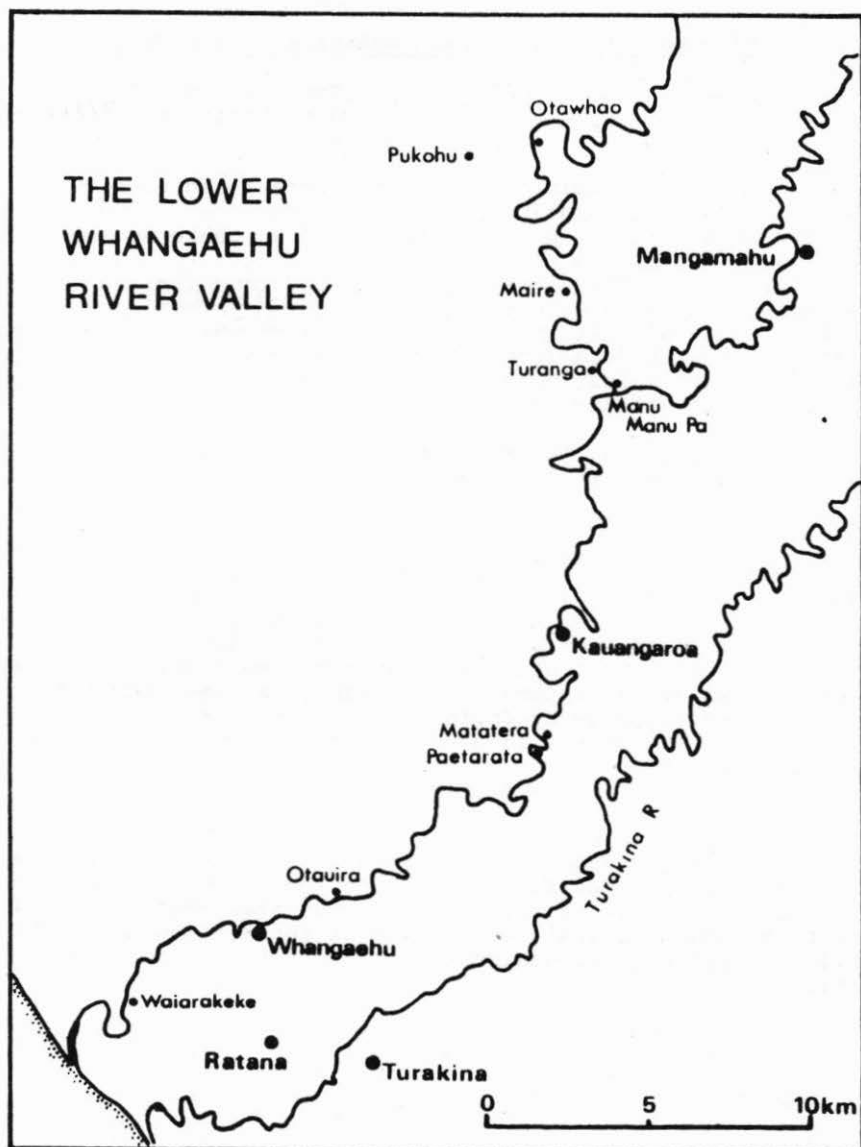 THE LOWER
WHANGAEHU
RIVER VALLEY
Otawhao
Pukohu
Mangamahu
Maire
Turanga
Manu
Manu Pa
Kauangaroa
Matatera
Paetarata
Turakina R
Otauira
Whangaehu
Waiarakeke
Ratana
Turakina
0 5 10km